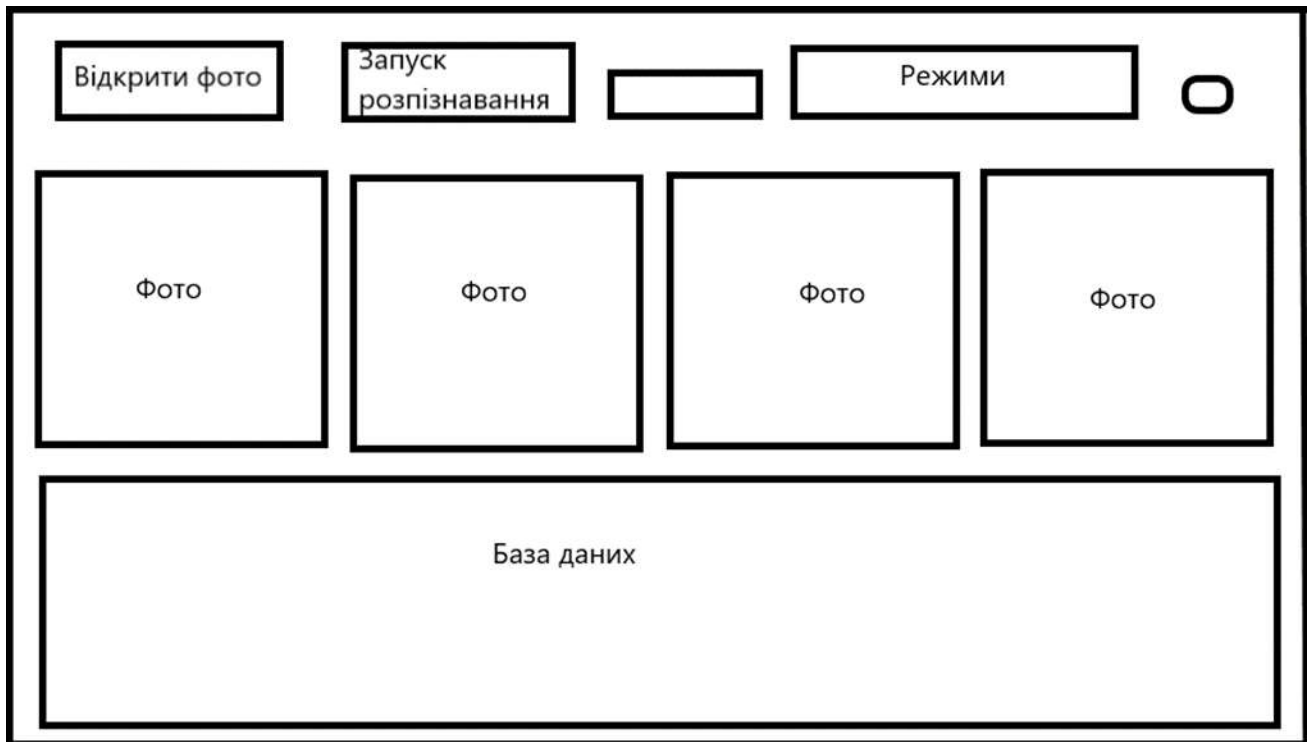 Відкрити фото
Запуск
розпізнавання
Режими
Фото
Фото
Фото
Фото
База даних